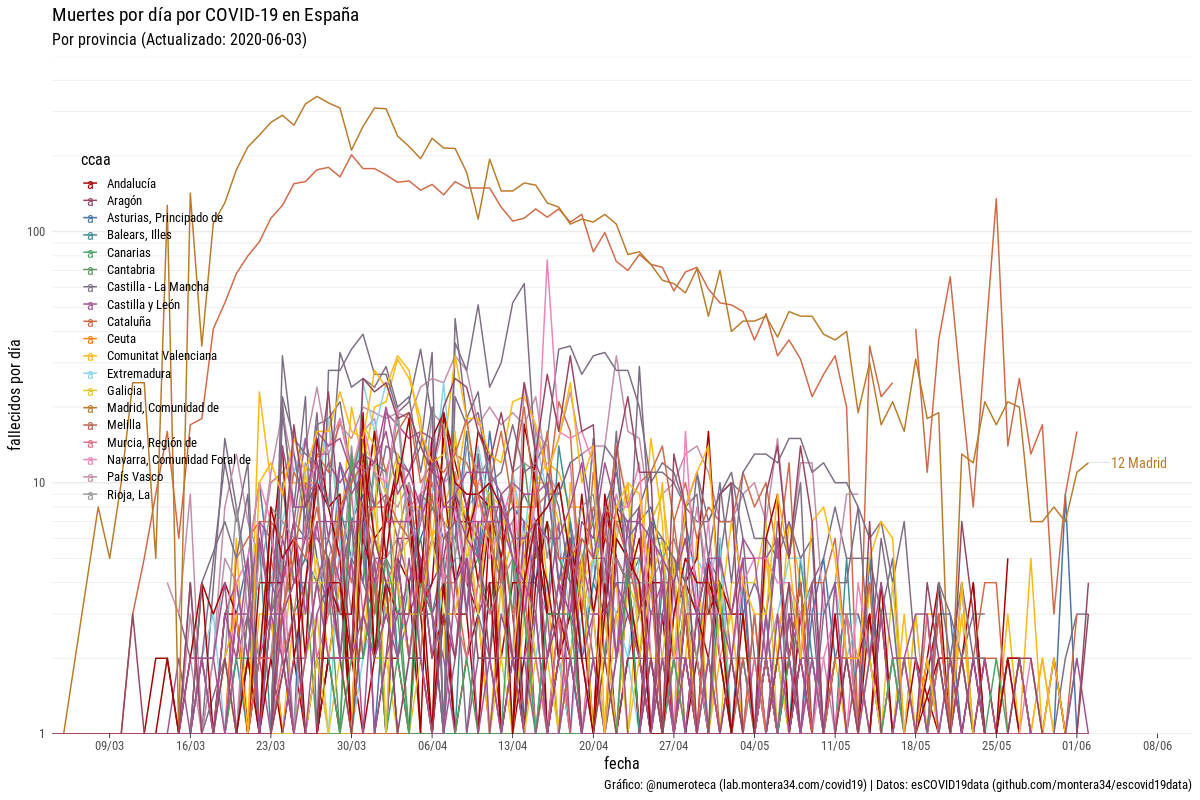 Muertes por día por COVID-19 en España
Por provincia (Actualizado: 2020-06-03)
fallecidos por día
100
10
1
ccaa
Andalucía
Aragón
Asturias, Principado de
Balears, Illes
Canarias
Cantabria
Castilla - La Mancha
Castilla y León
Cataluña
Ceuta
Comunitat Valenciana
Extremadura
Galicia
Madrid, Comunidad de
Melilla
Murcia, Región de
Navarra, Comunidad Foral de
País Vasco
Rioja, La
12 Madrid
09/03
16/03
23/03
30/03
06/04
13/04
20/04
27/04
04/05
11/05
18/05
25/05
01/06
08/06
fecha
Gráfico: @numeroteca (lab.montera34.com/covid19) | Datos: esCOVID19data (github.com/montera34/escovid19data)